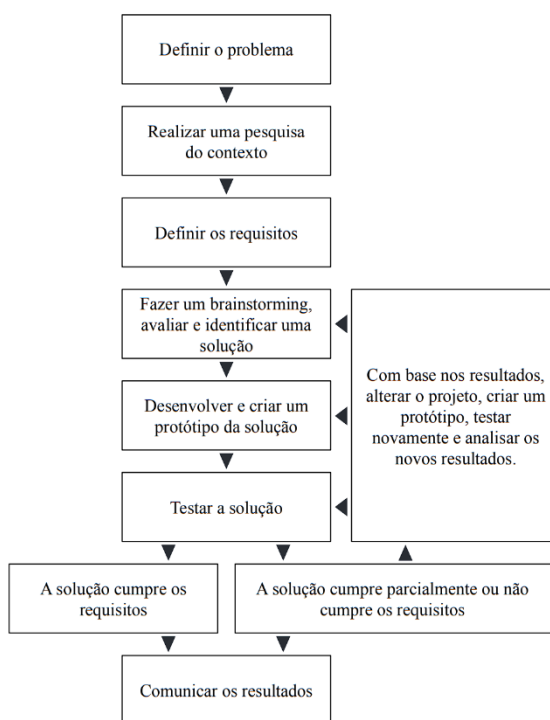 Definir o problema
Realizar uma pesquisa
do contexto
Definir os requisitos
Fazer um brainstorming,
avaliar e identificar uma
solução
Desenvolver e criar um
protótipo da solução
Testar a solução
Com base nos resultados,
alterar o projeto, criar um
protótipo, testar
novamente e analisar os
novos resultados.
A solução cumpre os
requisitos
A solução cumpre parcialmente ou não
cumpre os requisitos
Comunicar os resultados